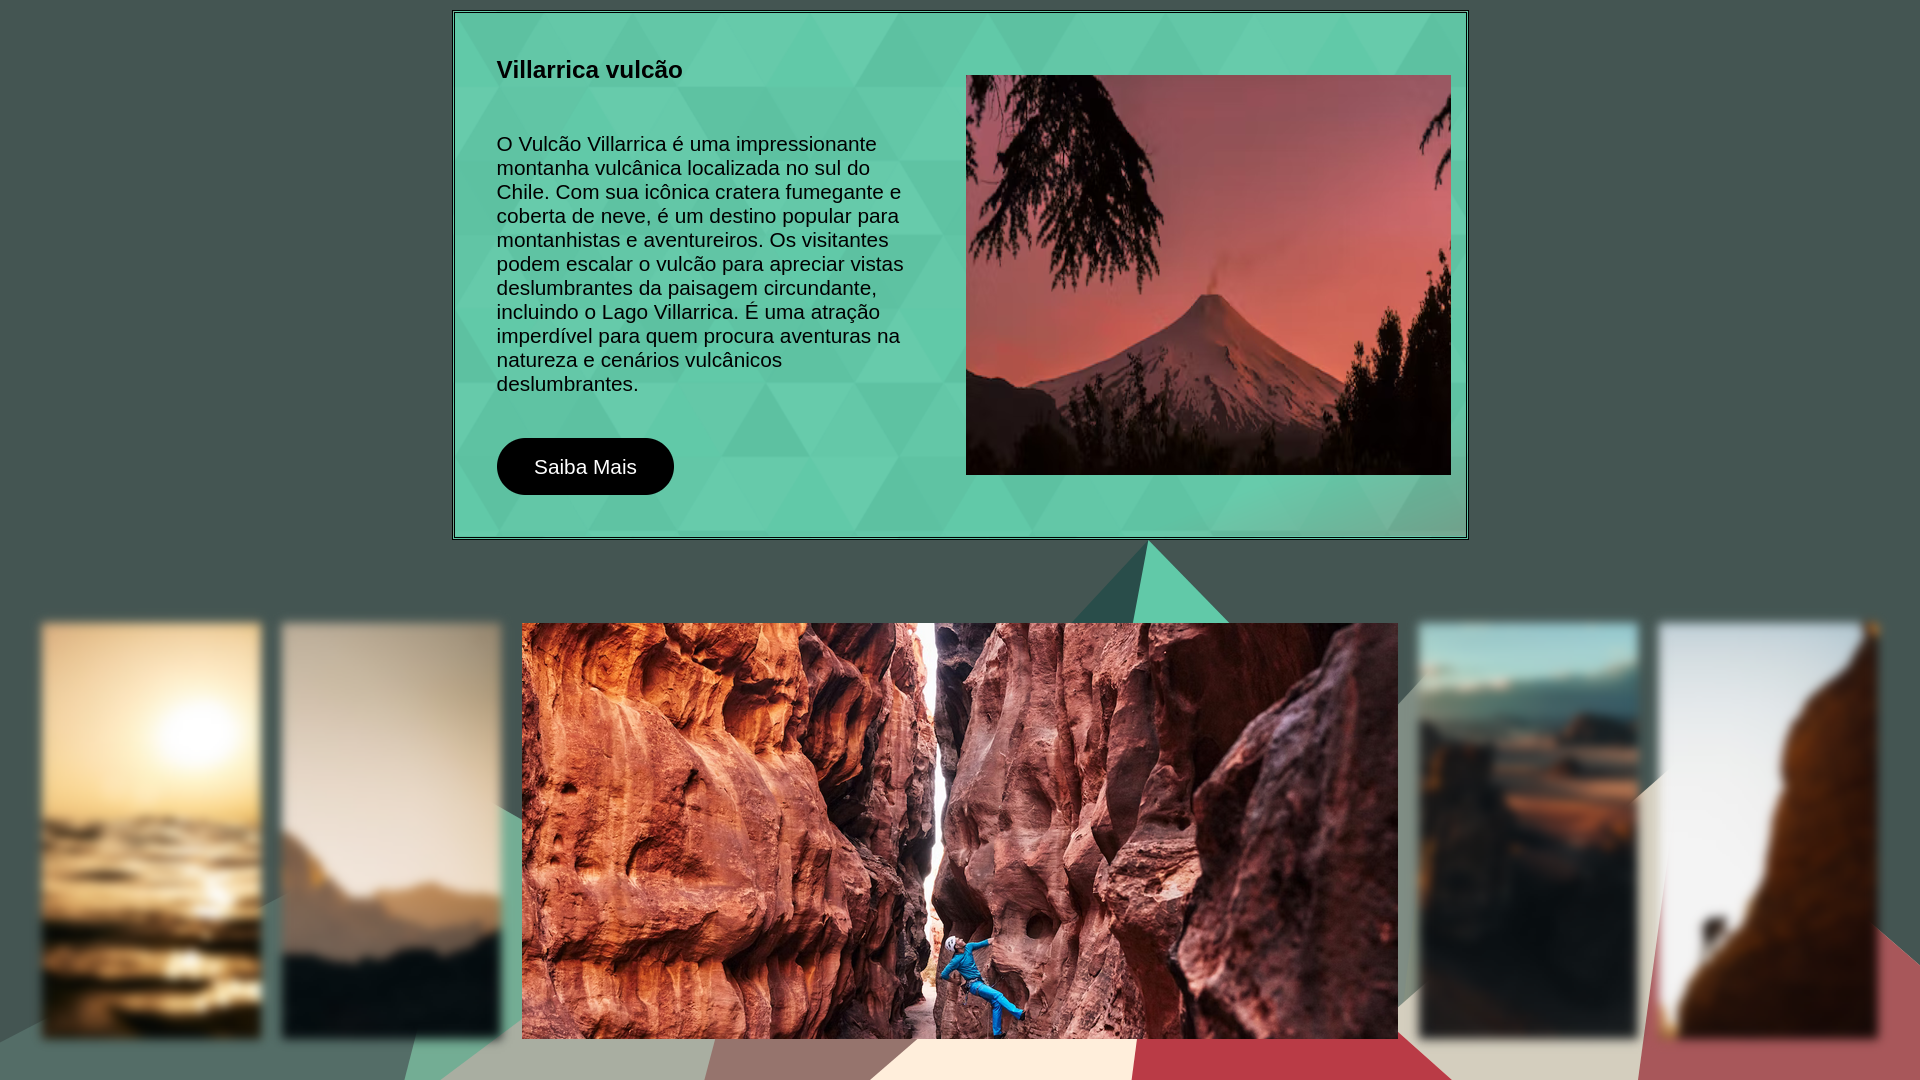 Villarrica vulcão
O Vulcão Villarrica é uma impressionante
montanha vulcânica localizada no sul do
Chile. Com sua icônica cratera fumegante e
coberta de neve, é um destino popular para
montanhistas e aventureiros. Os visitantes
podem escalar o vulcão para apreciar vistas
deslumbrantes da paisagem circundante,
incluindo o Lago Villarrica. É uma atração
imperdível para quem procura aventuras na
natureza e cenários vulcânicos
deslumbrantes.
Saiba Mais